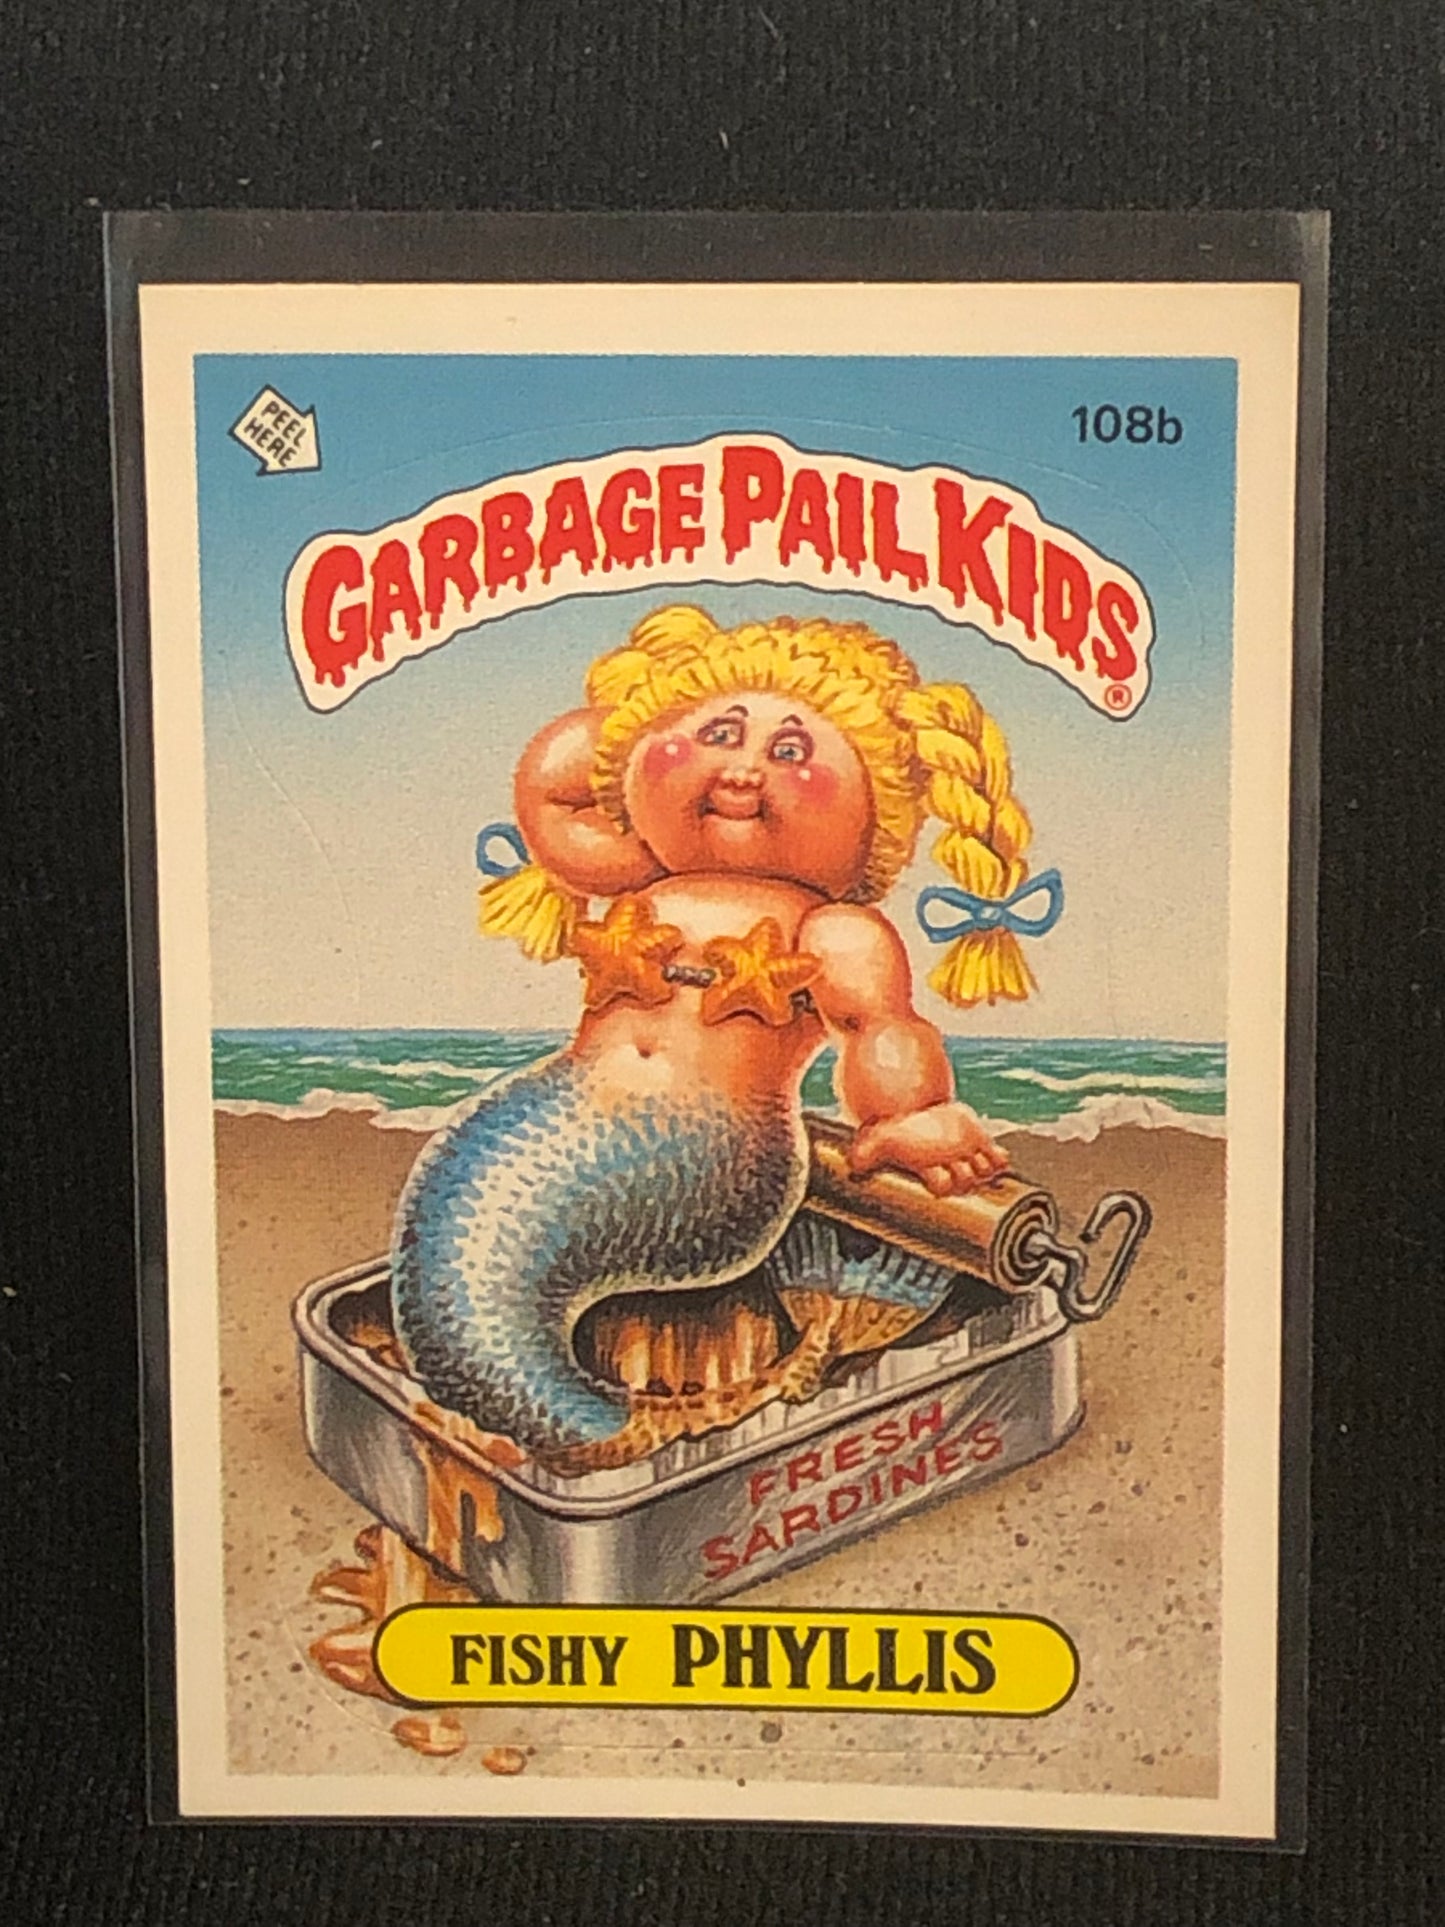 PEEL
HERE
108b
GARBAGE PAIL KIDS
®
FRESH
SARDINES
FISHY PHYLLIS